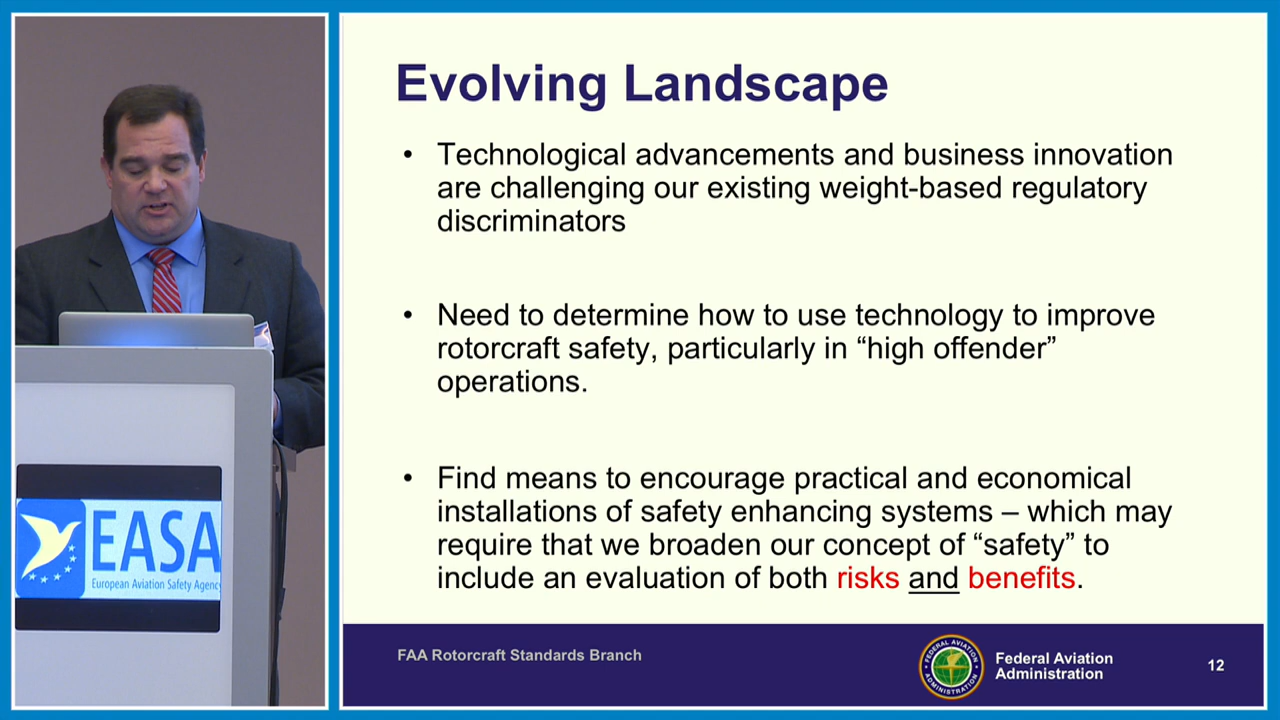 Evolving Landscape
• Technological advancements and business innovation
are challenging our existing weight-based regulatory
discriminators
• Need to determine how to use technology to improve
rotorcraft safety, particularly in “high offender”
operations.
• Find means to encourage practical and economical
installations of safety enhancing systems – which may
require that we broaden our concept of “safety” to
include an evaluation of both risks and benefits.
FAA Rotorcraft Standards Branch
FEDERAL AVIATION
ADMINISTRATION
Federal Aviation
Administration
12
EASA
European Aviation Safety Agency